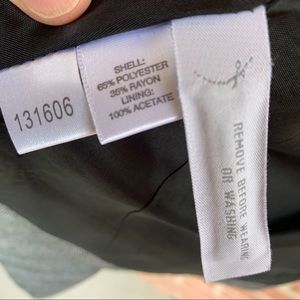 131606
SHELL:
65% POLYESTER
35% RAYON
LINING:
100% ACETATE
REMOVE BEFORE WEARING
OR WASHING